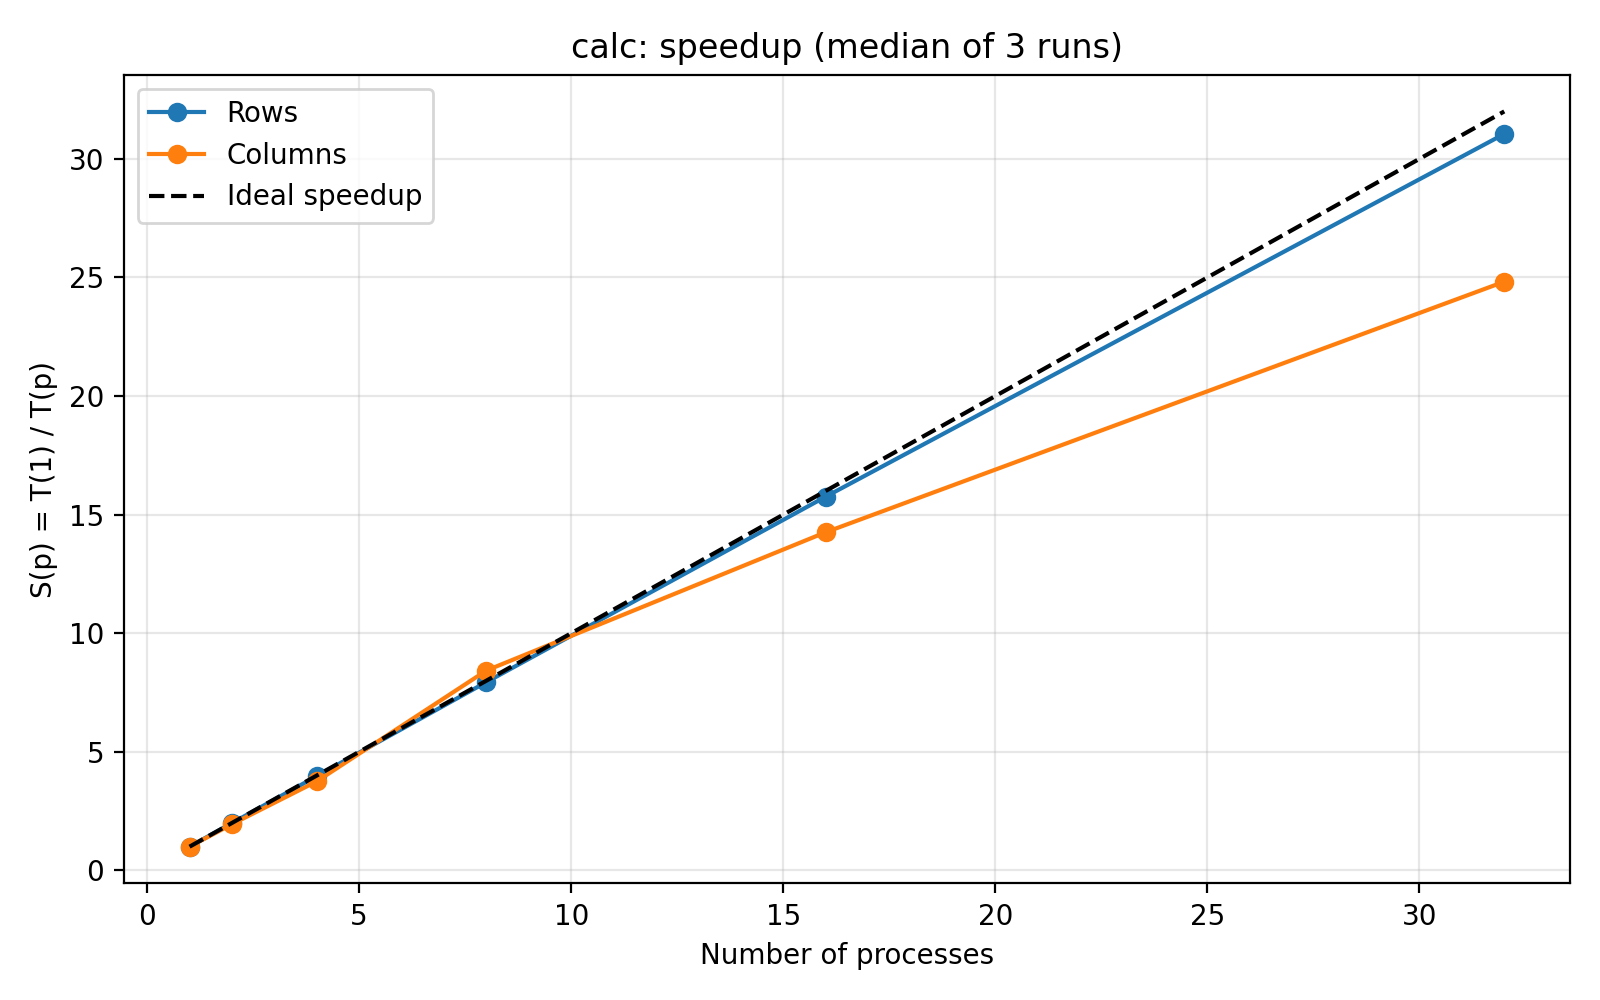 calc: speedup (median of 3 runs)
Rows
Columns
Ideal speedup
S(p) = T(1) / T(p)
30
25
20
15
10
5
0
0 5 10 15 20 25 30
Number of processes